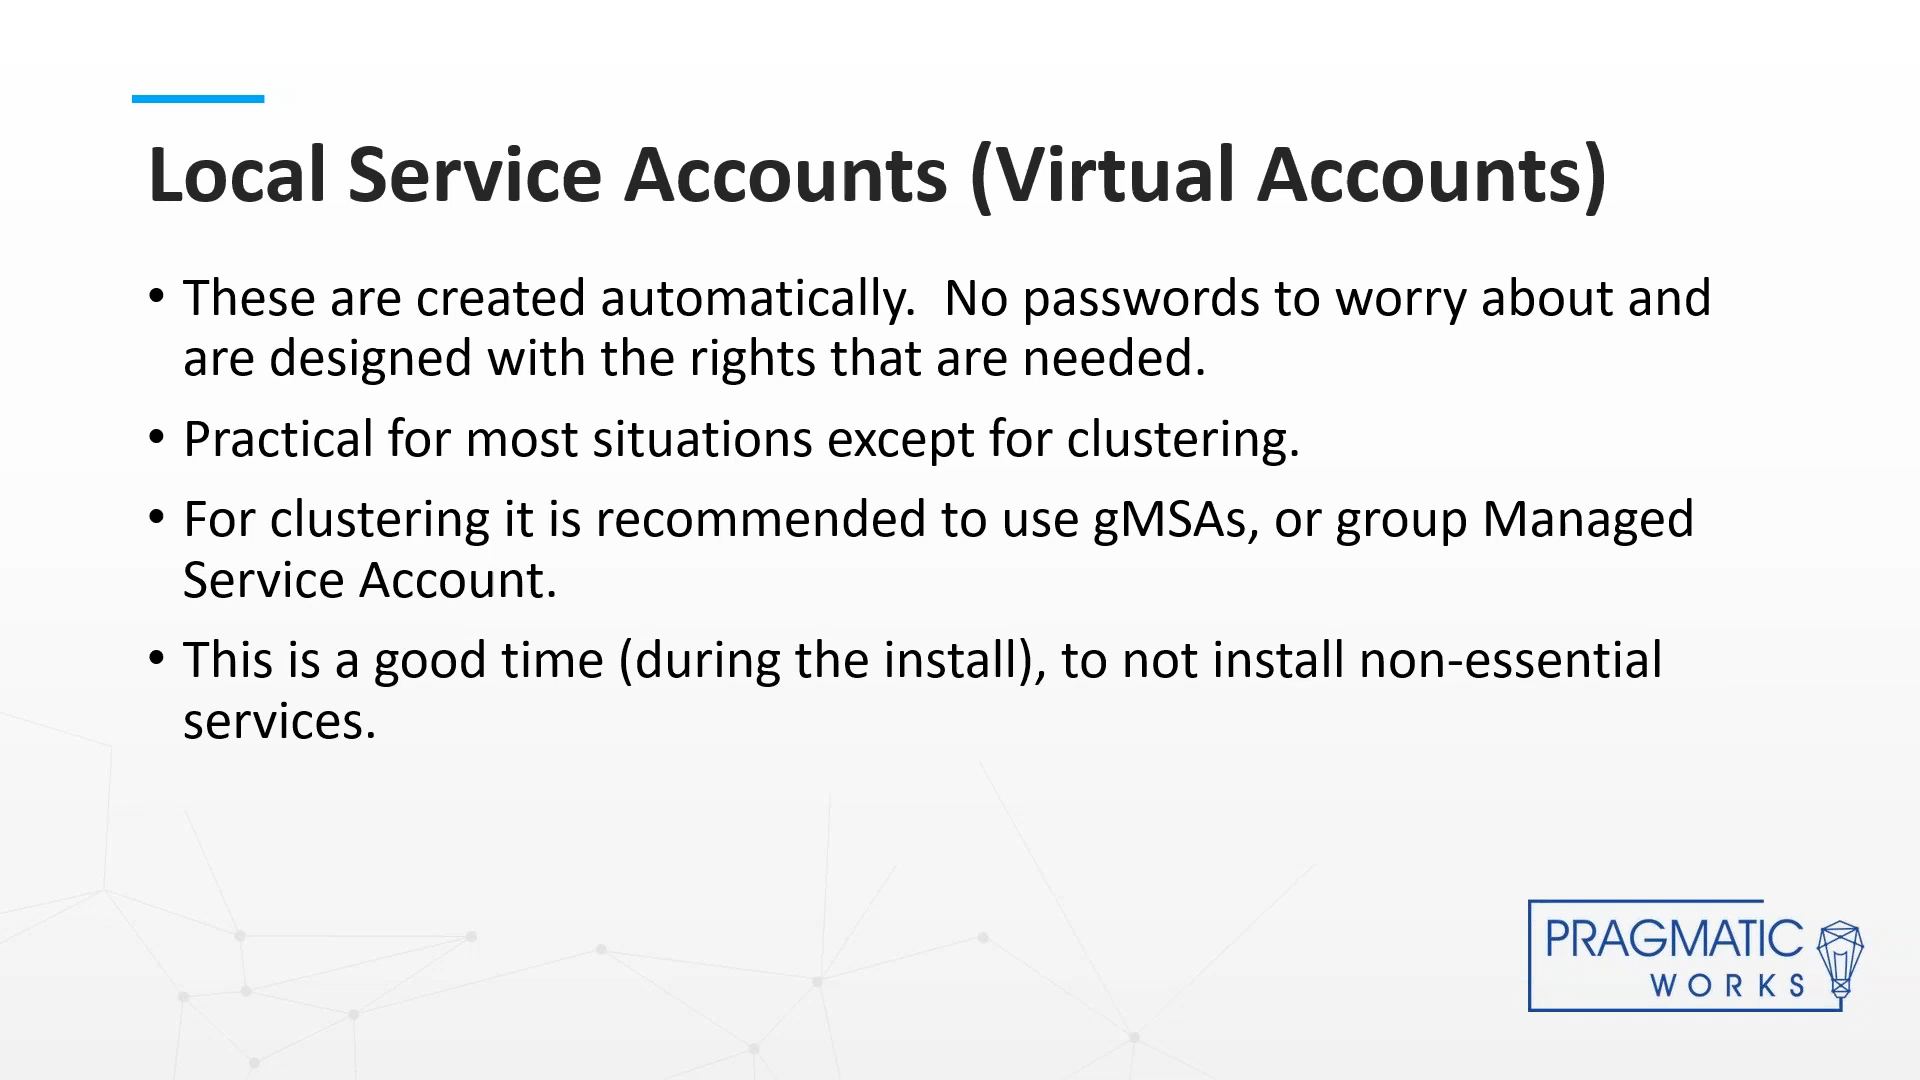 Local Service Accounts (Virtual Accounts)
• These are created automatically.  No passwords to worry about and
are designed with the rights that are needed.
• Practical for most situations except for clustering.
• For clustering it is recommended to use gMSAs, or group Managed
Service Account.
• This is a good time (during the install), to not install non-essential
services.
PRAGMATIC
WORKS